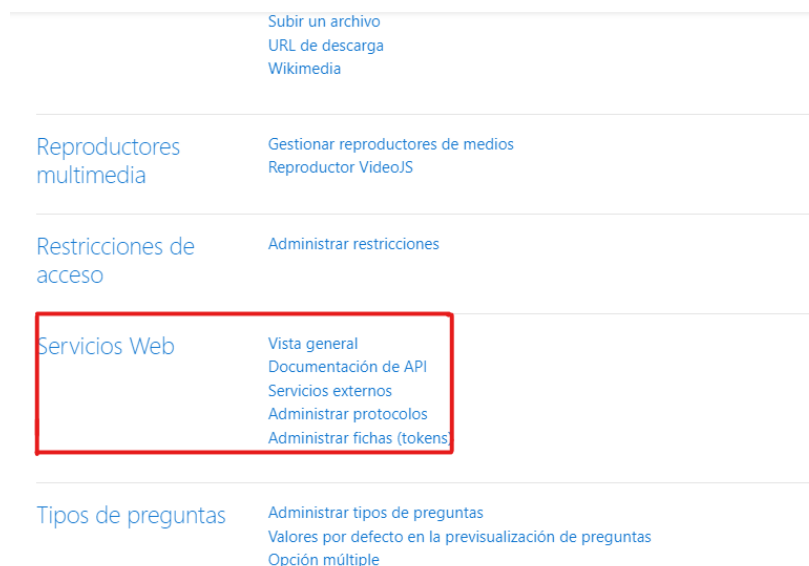 Subir un archivo
URL de descarga
Wikimedia
Reproductores
multimedia
Gestionar reproductores de medios
Reproductor VideoJS
Restricciones de
acceso
Administrar restricciones
Servicios Web
Vista general
Documentación de API
Servicios externos
Administrar protocolos
Administrar fichas (tokens)
Tipos de preguntas
Administrar tipos de preguntas
Valores por defecto en la previsualización de preguntas
Opción múltiple